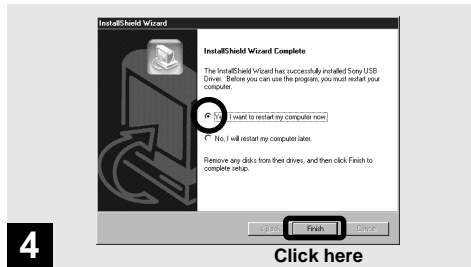 InstallShield Wizard
InstallShield Wizard Complete
The InstallShield Wizard has successfully installed Sony USB
Driver. Before you can use the program, you must restart your
computer.
Yes, I want to restart my computer now.
No, I will restart my computer later.
Remove any disks from their drives, and then click Finish to
complete setup.
< Back Finish Cancel
4
Click here